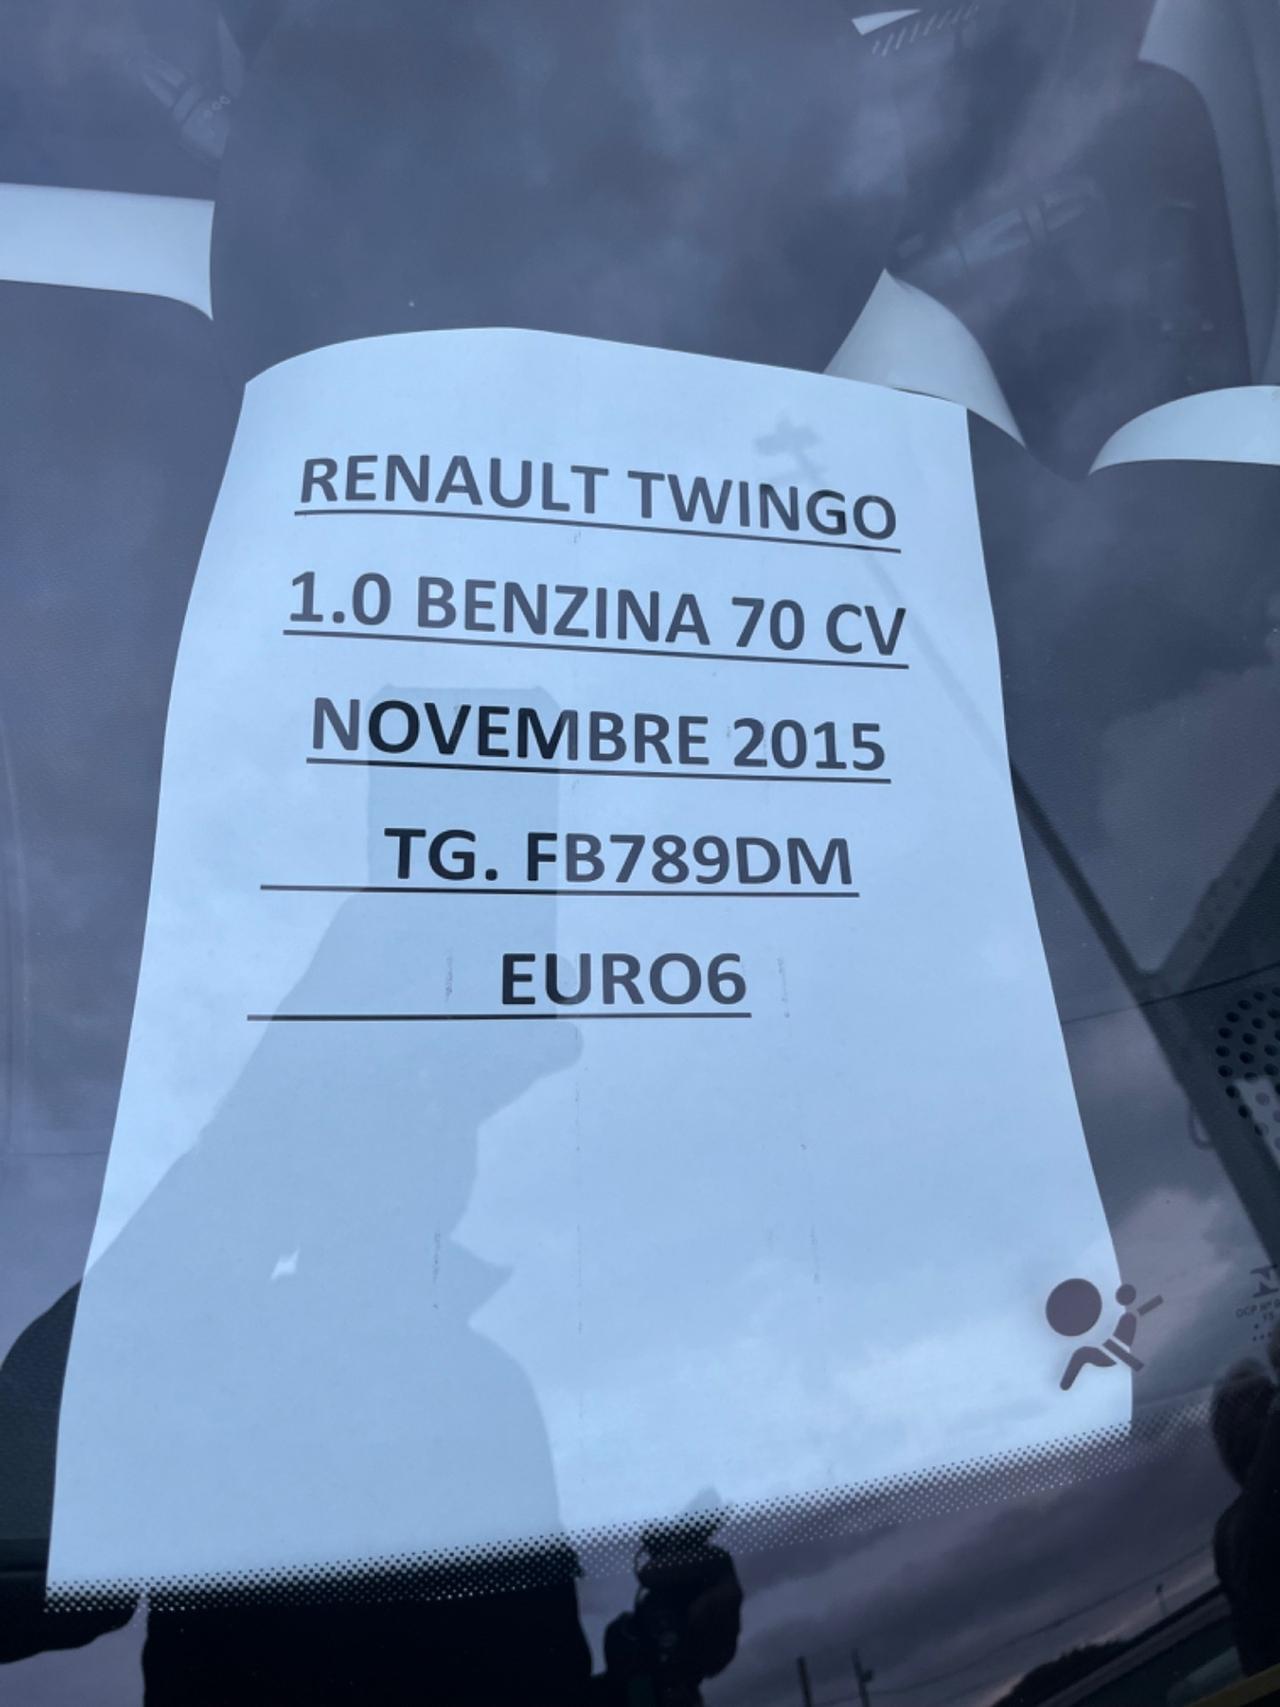 RENAULT TWINGO
1.0 BENZINA 70 CV
NOVEMBRE 2015
TG. FB789DM
EURO6